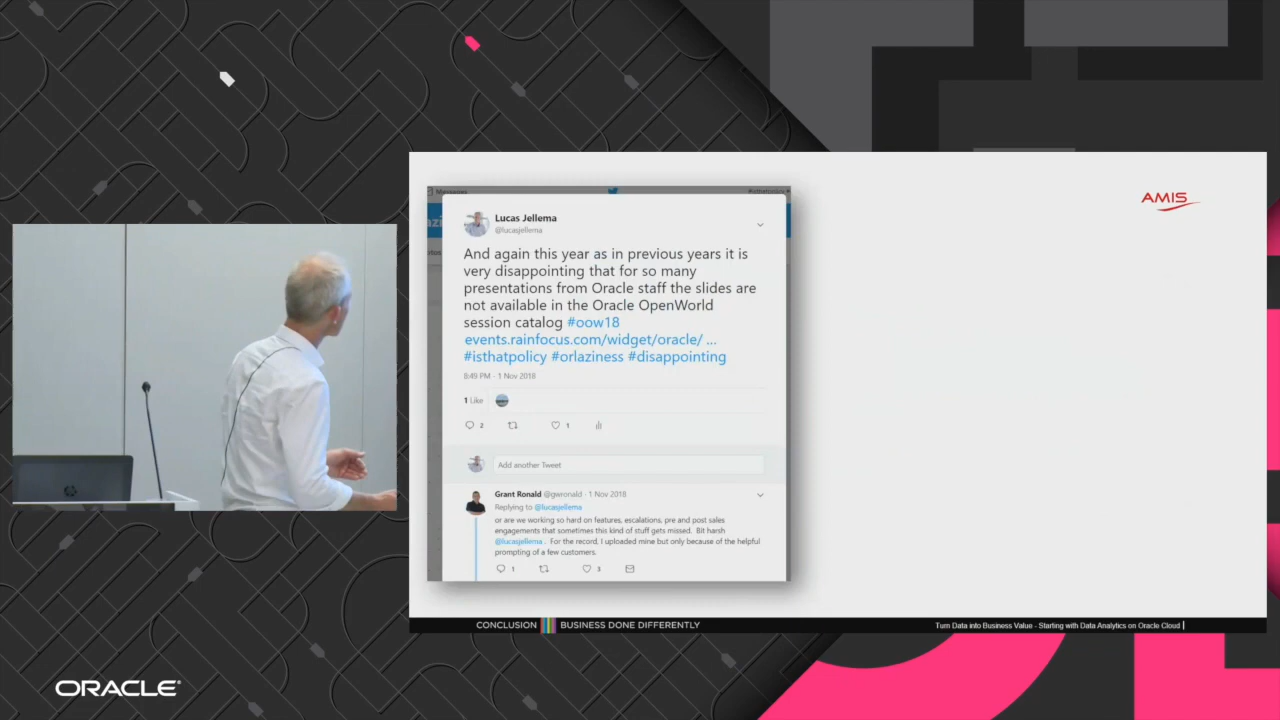 AMIS
Messages
#isthatpolicy
Lucas Jellema
@lucasjellema
And again this year as in previous years it is
very disappointing that for so many
presentations from Oracle staff the slides are
not available in the Oracle OpenWorld
session catalog #oow18
events.rainfocus.com/widget/oracle/ ...
#isthatpolicy #orlaziness #disappointing
8:49 PM · 1 Nov 2018
1 Like
2
1
Add another Tweet
Grant Ronald @gwronald · 1 Nov 2018
Replying to @lucasjellema
or are we working so hard on features, escalations, pre and post sales
engagements that sometimes this kind of stuff gets missed. Bit harsh
@lucasjellema . For the record, I uploaded mine but only because of the helpful
prompting of a few customers.
1
3
CONCLUSION BUSINESS DONE DIFFERENTLY
Turn Data into Business Value - Starting with Data Analytics on Oracle Cloud |
ORACLE®